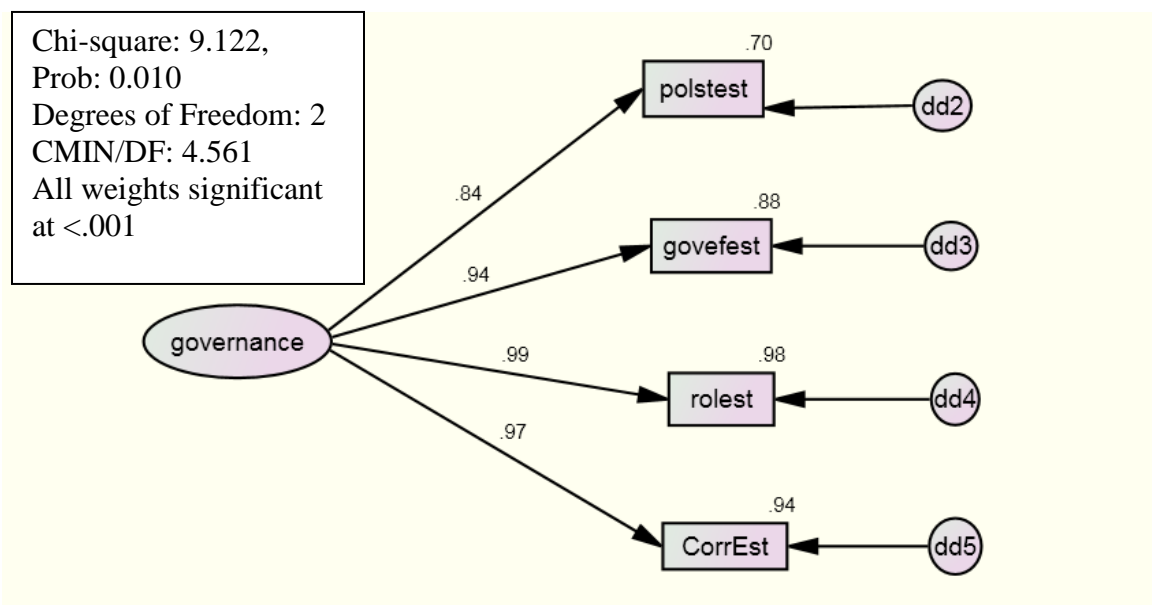 Chi-square: 9.122,
Prob: 0.010
Degrees of Freedom: 2
CMIN/DF: 4.561
All weights significant
at <.001
.70
polstest
dd2
.84
.88
govefest
dd3
.94
governance
.99
.98
rolest
dd4
.97
.94
CorrEst
dd5